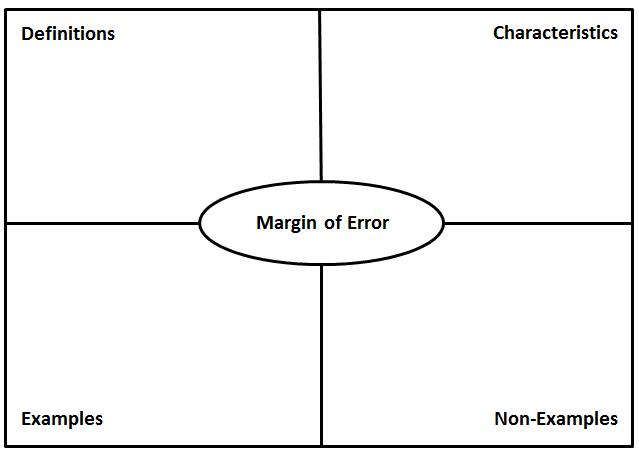 Definitions
Characteristics
Margin of Error
Examples
Non-Examples